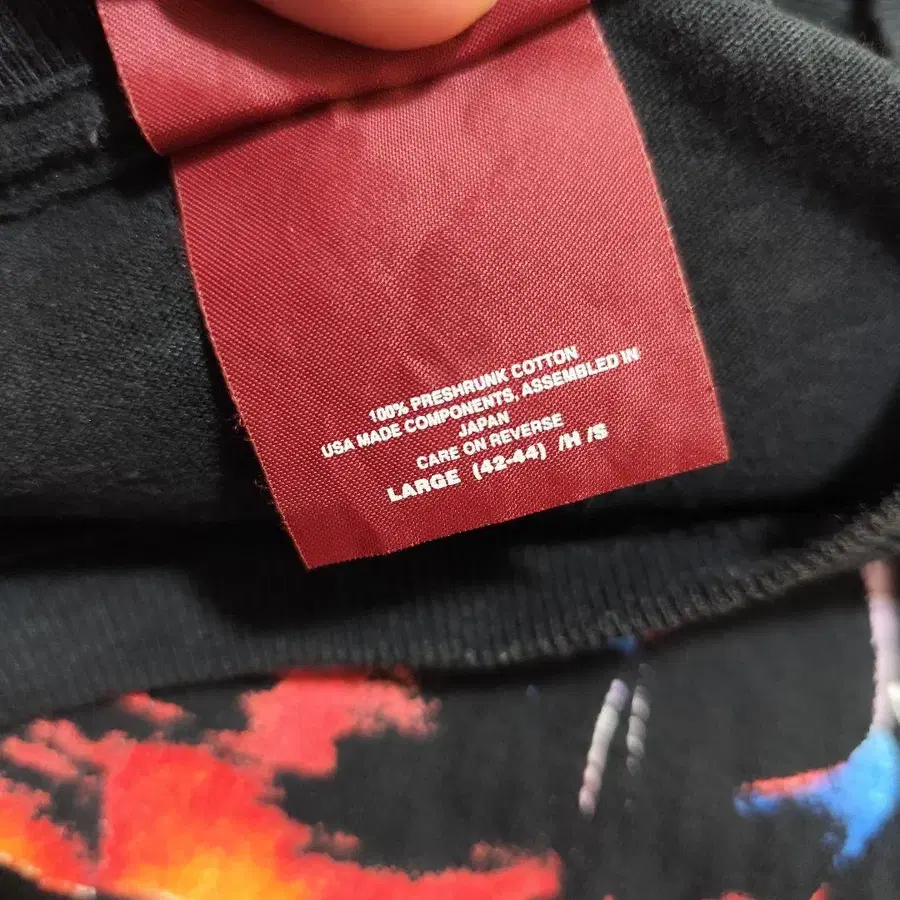 100% PRESHRUNK COTTON
USA MADE COMPONENTS, ASSEMBLED IN
JAPAN
CARE ON REVERSE
LARGE (42-44) /H /S